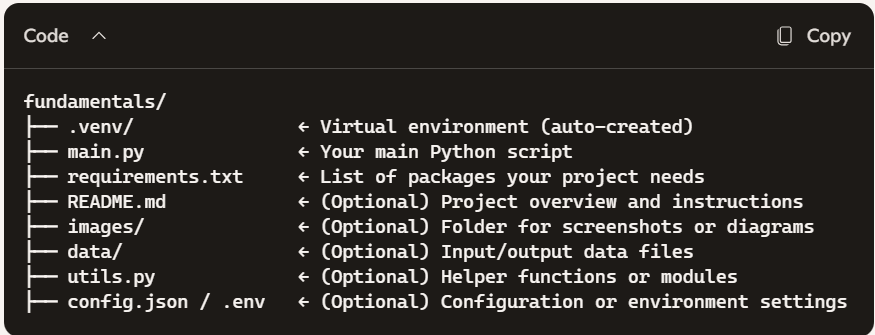 Code
Copy
fundamentals/
├── .venv/               ← Virtual environment (auto-created)
├── main.py              ← Your main Python script
├── requirements.txt     ← List of packages your project needs
├── README.md            ← (Optional) Project overview and instructions
├── images/              ← (Optional) Folder for screenshots or diagrams
├── data/                ← (Optional) Input/output data files
├── utils.py             ← (Optional) Helper functions or modules
├── config.json / .env   ← (Optional) Configuration or environment settings